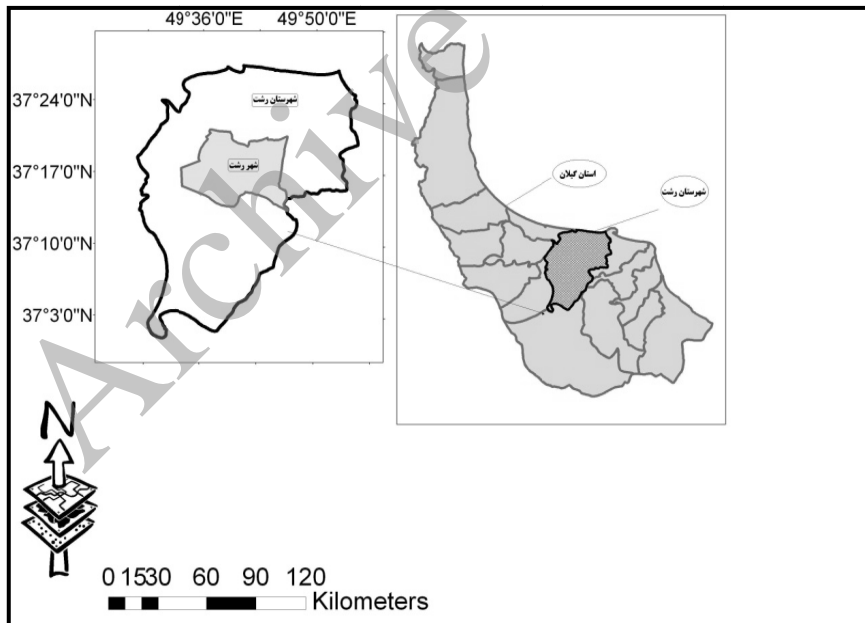 49°36'0"E 49°50'0"E
37°24'0"N
37°17'0"N
37°10'0"N
37°3'0"N
شهرستان رشت
شهر رشت
استان گیلان
شهرستان رشت
Archive
N
0 15 30 60 90 120
Kilometers